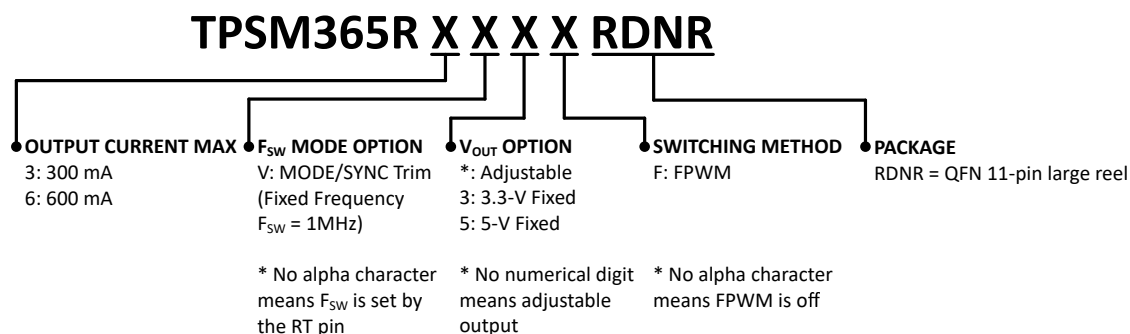 TPSM365R X X X X RDNR
OUTPUT CURRENT MAX
3: 300 mA
6: 600 mA
FSW MODE OPTION
V: MODE/SYNC Trim
(Fixed Frequency
FSW = 1MHz)
* No alpha character
means FSW is set by
the RT pin
VOUT OPTION
*: Adjustable
3: 3.3-V Fixed
5: 5-V Fixed
* No numerical digit
means adjustable
output
SWITCHING METHOD
F: FPWM
* No alpha character
means FPWM is off
PACKAGE
RDNR = QFN 11-pin large reel